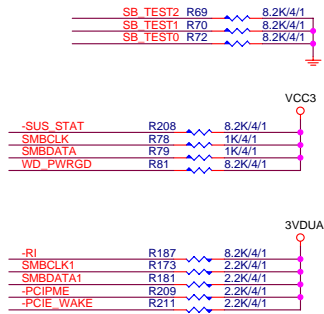 SB_TEST2 R69 8.2K/4/1
SB_TEST1 R70 8.2K/4/1
SB_TEST0 R72 8.2K/4/1
VCC3
-SUS_STAT R208 8.2K/4/1
SMBCLK R78 1K/4/1
SMBDATA R79 1K/4/1
WD_PWRGD R81 8.2K/4/1
3VDUA
-RI R187 8.2K/4/1
SMBCLK1 R173 2.2K/4/1
SMBDATA1 R181 2.2K/4/1
-PCIPME R209 2.2K/4/1
-PCIE_WAKE R211 2.2K/4/1